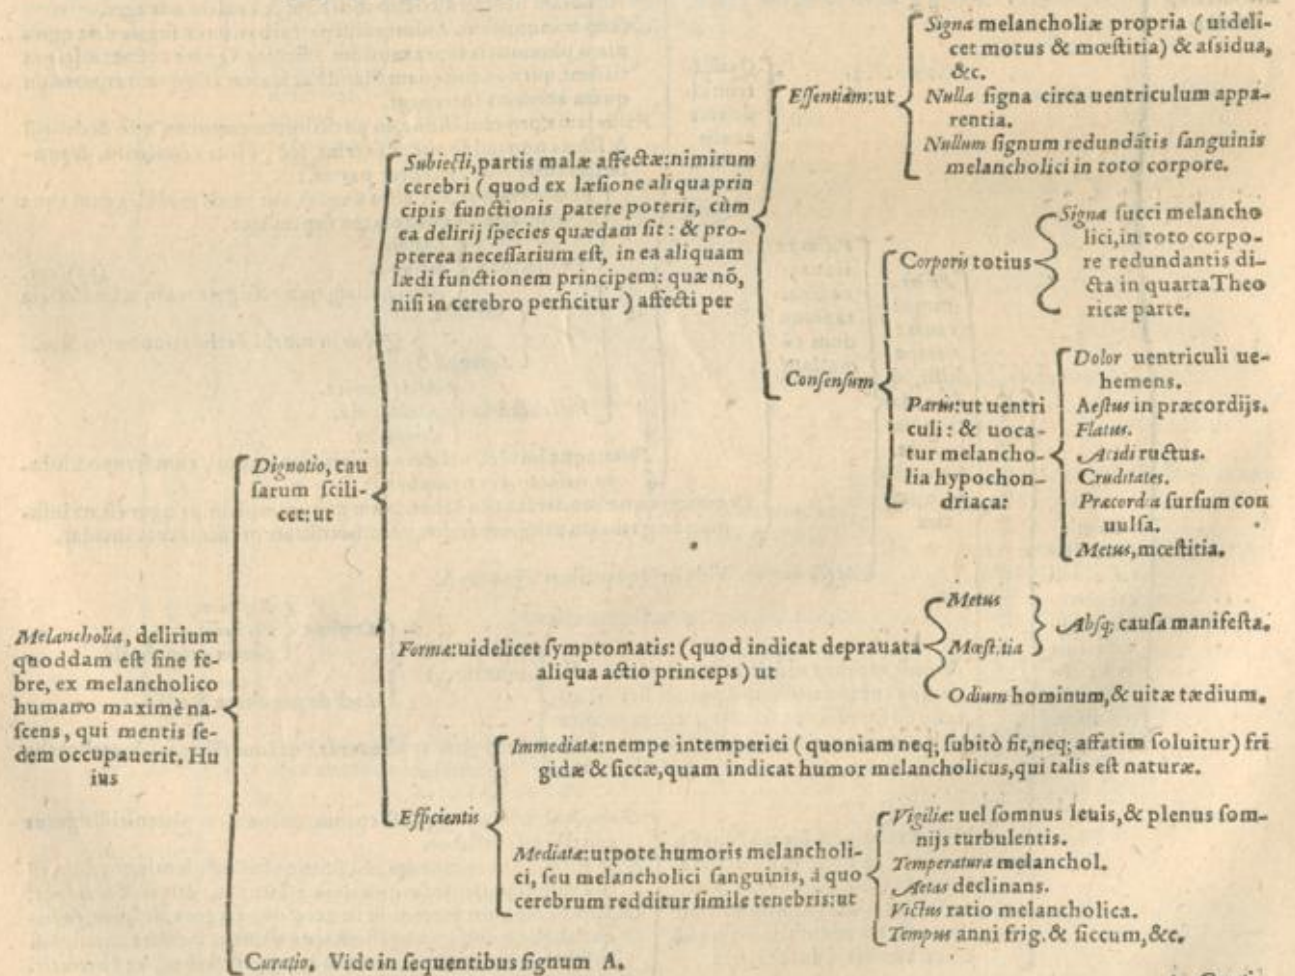 Melancholia, delirium
quoddam est sine fe-
bre, ex melancholico
humano maximè na-
scens, qui mentis se-
dem occupauerit. Hu
ius
Dignotio, cau
sarum scili-
cet: ut
Subiecti, partis malæ affectæ: nimirum
cerebri (quod ex læsione aliqua prin
cipis functionis patere poterit, cùm
ea delirij species quædam sit: & pro-
pterea necessarium est, in ea aliquam
lædi functionem principem: quæ nõ,
nisi in cerebro perficitur) affecti per
Essentiam: ut
Signa melancholiæ propria (uideli-
cet motus & mœstitia) & assidua,
&c.
Nulla signa circa uentriculum appa-
rentia.
Nullum signum redundãtis sanguinis
melancholici in toto corpore.
Consensum
Corporis totius
Signa succi melancho
lici, in toto corpo-
re redundantis di-
cta in quarta Theo
ricæ parte.
Partis: ut uentri
culi: & uoca-
tur melancho-
lia hypochon-
driaca:
Dolor uentriculi ue-
hemens.
Aestus in præcordijs.
Flatus.
Acidi ructus.
Cruditates.
Præcordia sursum con
uulsa.
Metus, mœstitia.
Formæ: uidelicet symptomatis: (quod indicat deprauata
aliqua actio princeps) ut
Metus
Mœstitia
Absq; causa manifesta.
Odium hominum, & uitæ tædium.
Efficientis
Immediatæ: nempe intemperiei (quoniam neq; subitò fit, neq; affatim soluitur) fri
gidæ & siccæ, quam indicat humor melancholicus, qui talis est naturæ.
Mediatæ: utpote humoris melancholi-
ci, seu melancholici sanguinis, á quo
cerebrum redditur simile tenebris: ut
Vigiliæ: uel somnus leuis, & plenus som-
nijs turbulentis.
Temperatura melanchol.
Aetas declinans.
Victus ratio melancholica.
Tempus anni frig. & siccum, &c.
Curatio. Vide in sequentibus signum A.